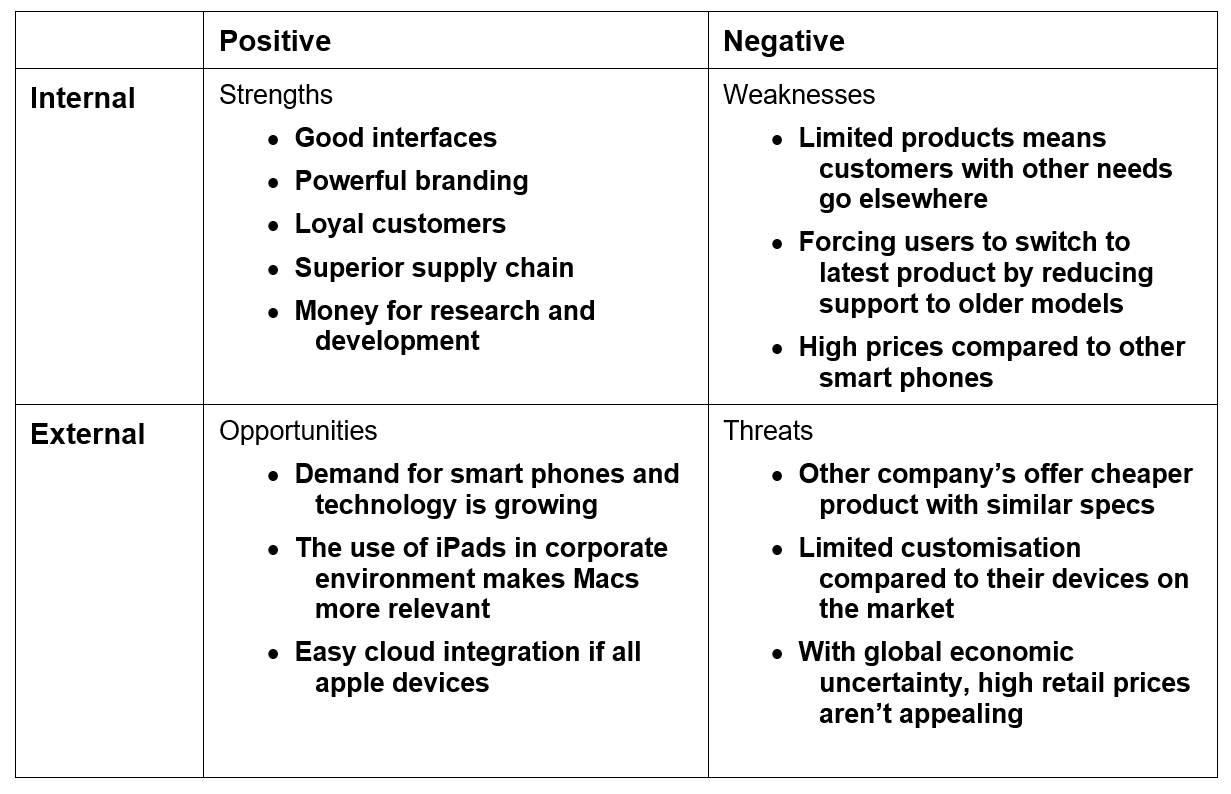 Positive
Negative
Internal
Strengths
• Good interfaces
• Powerful branding
• Loyal customers
• Superior supply chain
• Money for research and
development
Weaknesses
• Limited products means
customers with other needs
go elsewhere
• Forcing users to switch to
latest product by reducing
support to older models
• High prices compared to other
smart phones
External
Opportunities
• Demand for smart phones and
technology is growing
• The use of iPads in corporate
environment makes Macs
more relevant
• Easy cloud integration if all
apple devices
Threats
• Other company’s offer cheaper
product with similar specs
• Limited customisation
compared to their devices on
the market
• With global economic
uncertainty, high retail prices
aren’t appealing